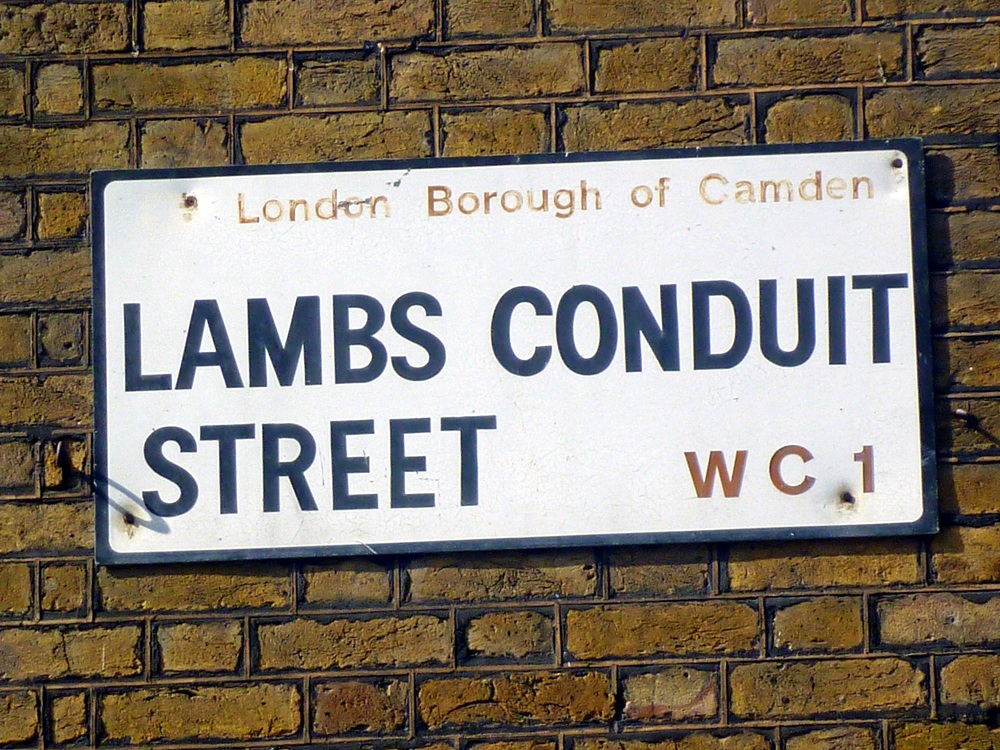 London Borough of Camden
LAMBS CONDUIT
STREET WC1